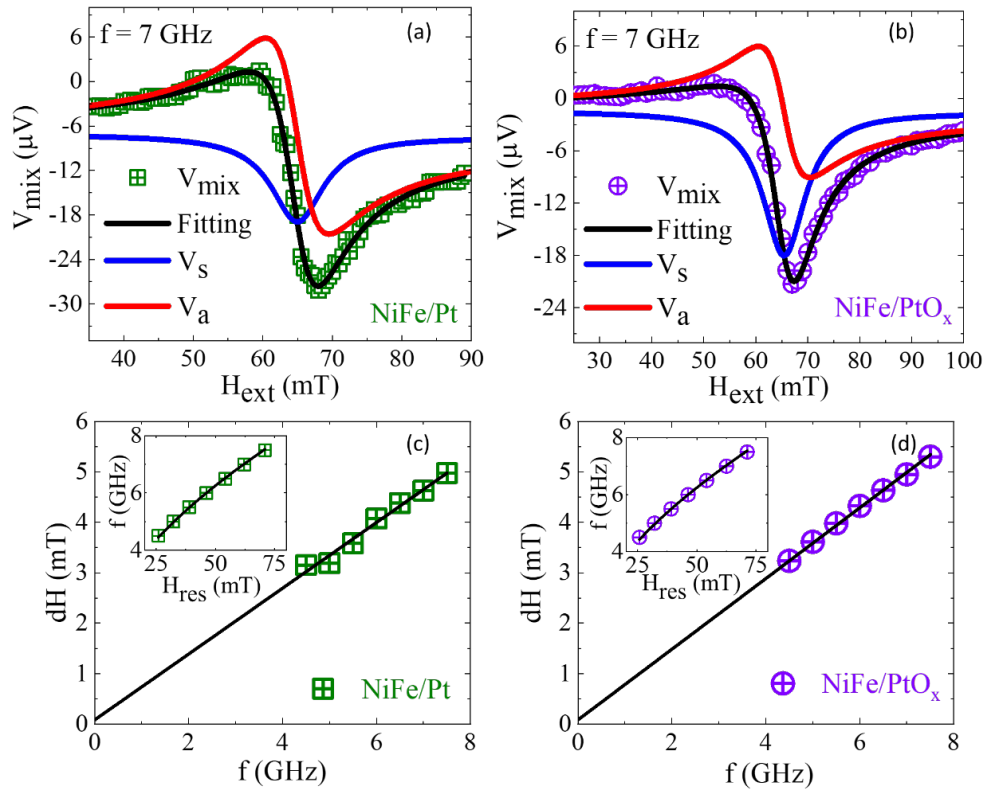 f = 7 GHz
(a)
V_mix (μV)
6
0
-6
-12
-18
-24
-30
V_mix
Fitting
V_s
V_a
NiFe/Pt
40 50 60 70 80 90
H_ext (mT)
f = 7 GHz
(b)
V_mix (μV)
6
0
-6
-12
-18
-24
V_mix
Fitting
V_s
V_a
NiFe/PtO_x
30 40 50 60 70 80 90 100
H_ext (mT)
(c)
dH (mT)
6
5
4
3
2
1
0
f (GHz)
8
6
4
25 50 75
H_res (mT)
NiFe/Pt
0 2 4 6 8
f (GHz)
(d)
dH (mT)
6
5
4
3
2
1
0
f (GHz)
8
6
4
25 50 75
H_res (mT)
NiFe/PtO_x
0 2 4 6 8
f (GHz)